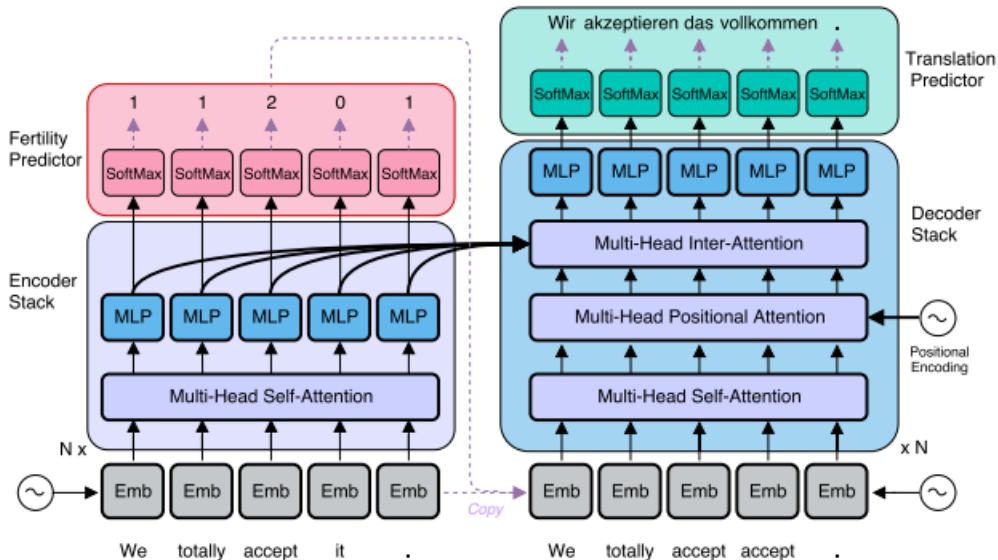 Wir akzeptieren das vollkommen .
SoftMax SoftMax SoftMax SoftMax SoftMax
Translation
Predictor
1 1 2 0 1
Fertility
Predictor
SoftMax SoftMax SoftMax SoftMax SoftMax
MLP MLP MLP MLP MLP
Decoder
Stack
Multi-Head Inter-Attention
Encoder
Stack
MLP MLP MLP MLP MLP
Multi-Head Positional Attention
Positional
Encoding
Multi-Head Self-Attention
Multi-Head Self-Attention
N x
x N
Emb Emb Emb Emb Emb
Copy
Emb Emb Emb Emb Emb
We totally accept it .
We totally accept accept .